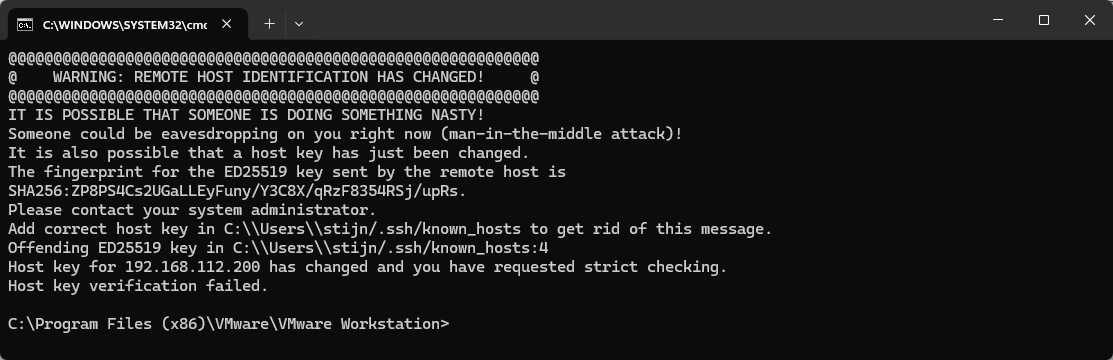 C:\WINDOWS\SYSTEM32\cmc
@@@@@@@@@@@@@@@@@@@@@@@@@@@@@@@@@@@@@@@@@@@@@@@@@@@@@@@@@@@
@    WARNING: REMOTE HOST IDENTIFICATION HAS CHANGED!     @
@@@@@@@@@@@@@@@@@@@@@@@@@@@@@@@@@@@@@@@@@@@@@@@@@@@@@@@@@@@
IT IS POSSIBLE THAT SOMEONE IS DOING SOMETHING NASTY!
Someone could be eavesdropping on you right now (man-in-the-middle attack)!
It is also possible that a host key has just been changed.
The fingerprint for the ED25519 key sent by the remote host is
SHA256:ZP8PS4Cs2UGaLLEyFuny/Y3C8X/qRzF8354RSj/upRs.
Please contact your system administrator.
Add correct host key in C:\\Users\\stijn/.ssh/known_hosts to get rid of this message.
Offending ED25519 key in C:\\Users\\stijn/.ssh/known_hosts:4
Host key for 192.168.112.200 has changed and you have requested strict checking.
Host key verification failed.
C:\Program Files (x86)\VMware\VMware Workstation>